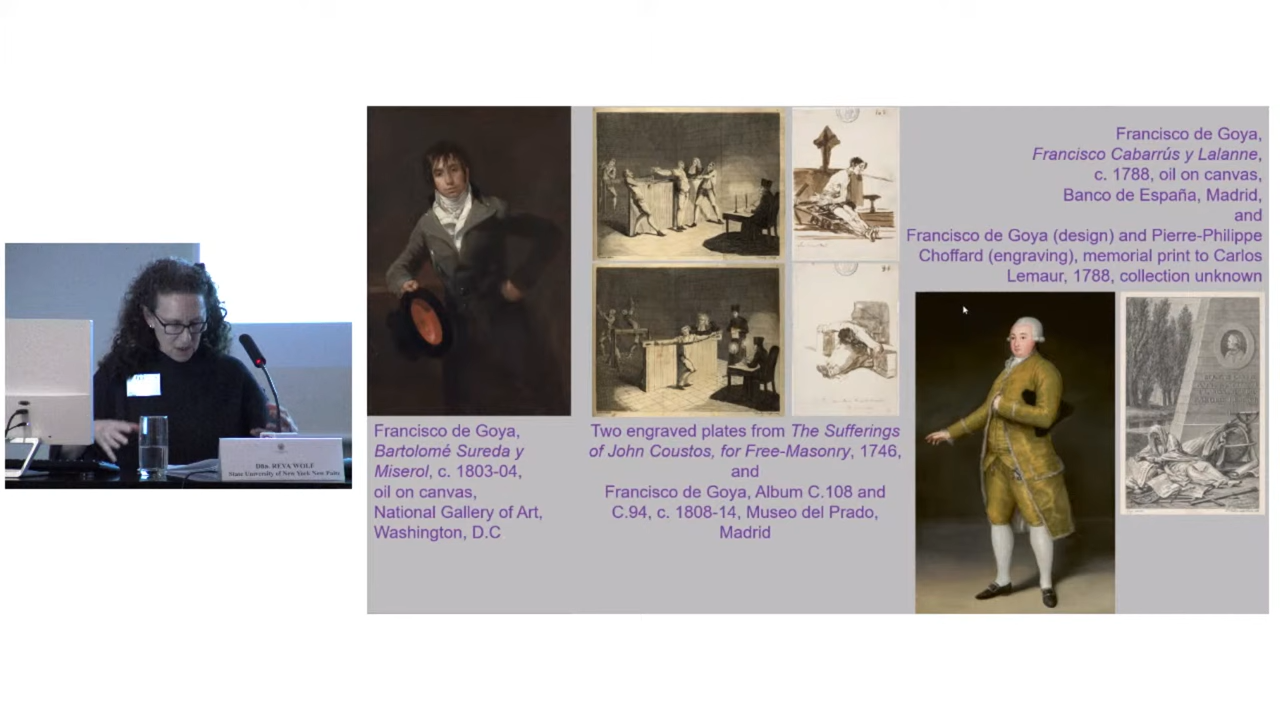 Francisco de Goya,
Bartolomé Sureda y
Miserol, c. 1803-04,
oil on canvas,
National Gallery of Art,
Washington, D.C
Two engraved plates from The Sufferings
of John Coustos, for Free-Masonry, 1746,
and
Francisco de Goya, Album C.108 and
C.94, c. 1808-14, Museo del Prado,
Madrid
Francisco de Goya,
Francisco Cabarrús y Lalanne,
c. 1788, oil on canvas,
Banco de España, Madrid,
and
Francisco de Goya (design) and Pierre-Philippe
Choffard (engraving), memorial print to Carlos
Lemaur, 1788, collection unknown
Dña. REVA WOLF
State University of New York New Paltz